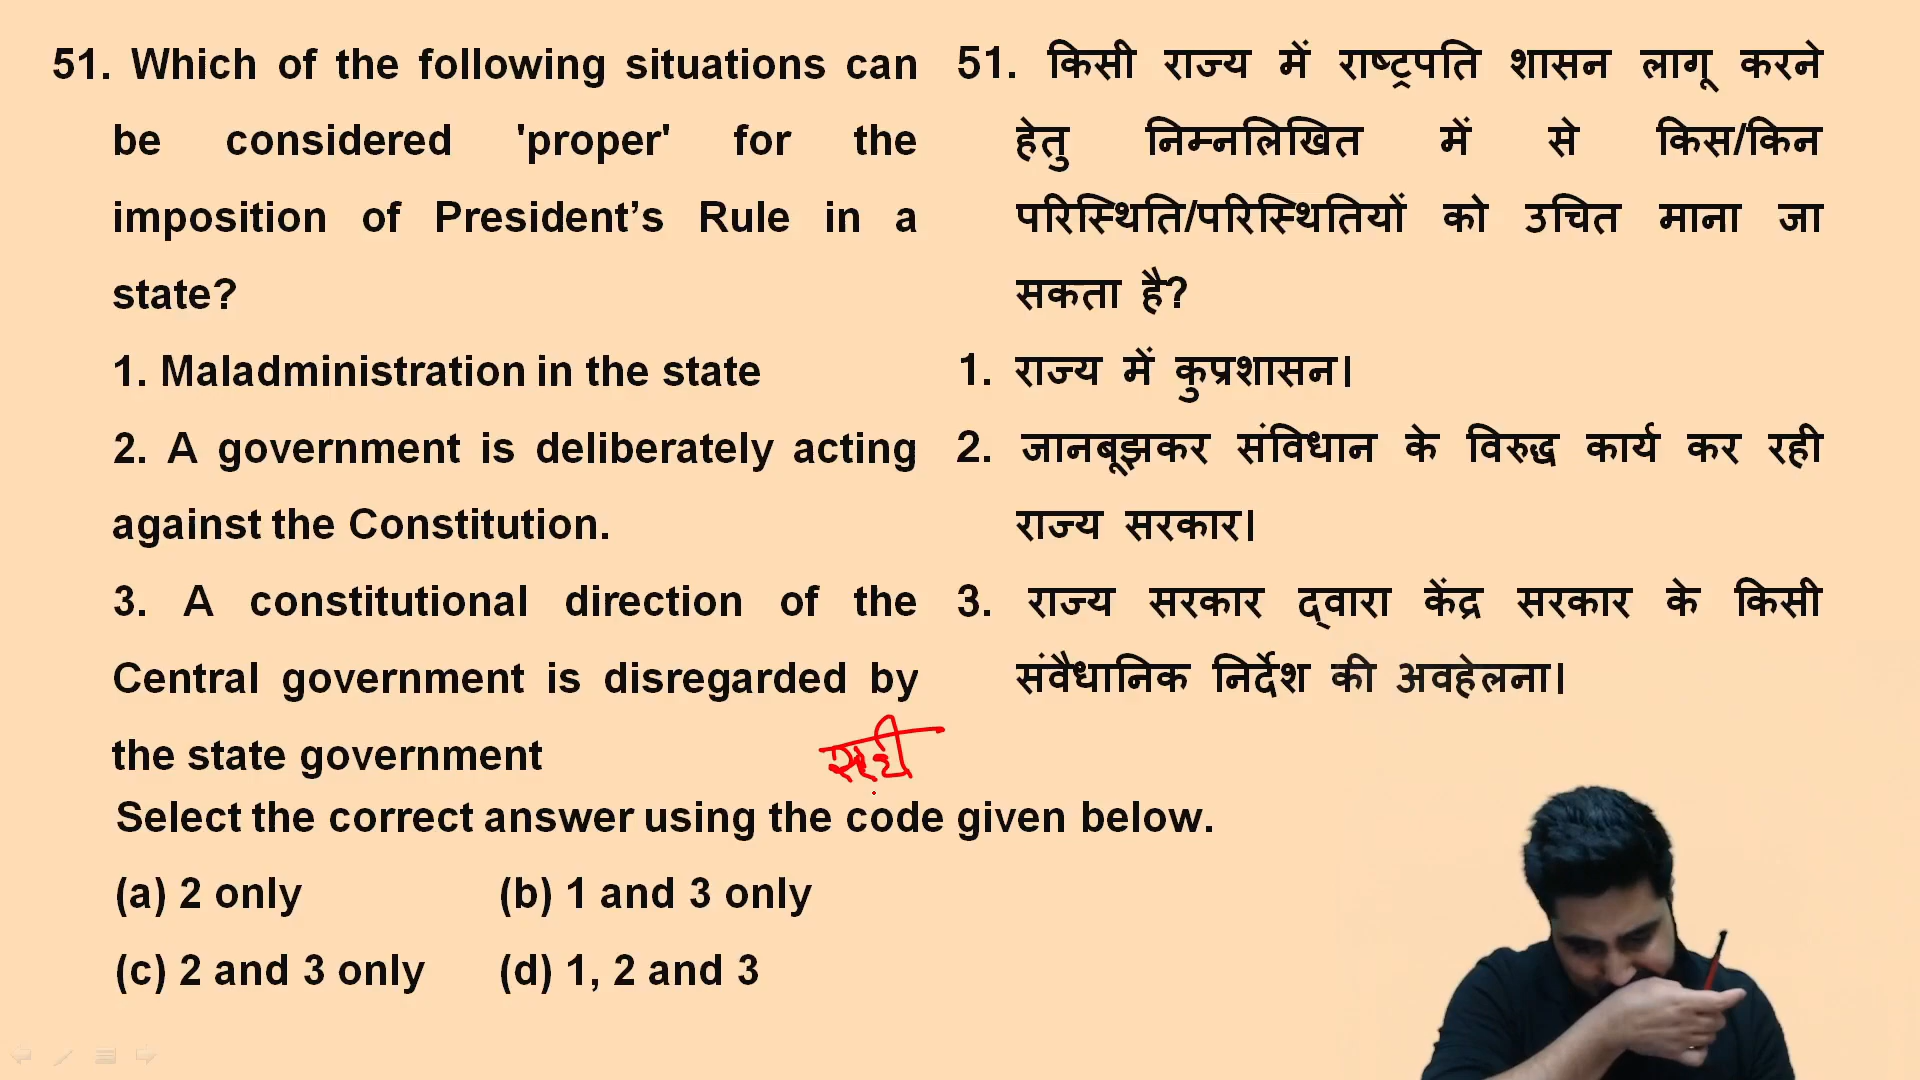 51. Which of the following situations can
be considered 'proper' for the
imposition of President’s Rule in a
state?
1. Maladministration in the state
2. A government is deliberately acting
against the Constitution.
3. A constitutional direction of the
Central government is disregarded by
the state government
Select the correct answer using the code given below.
(a) 2 only (b) 1 and 3 only
(c) 2 and 3 only (d) 1, 2 and 3
51. किसी राज्य में राष्ट्रपति शासन लागू करने
हेतु निम्नलिखित में से किस/किन
परिस्थिति/परिस्थितियों को उचित माना जा
सकता है?
1. राज्य में कुप्रशासन।
2. जानबूझकर संविधान के विरुद्ध कार्य कर रही
राज्य सरकार।
3. राज्य सरकार द्वारा केंद्र सरकार के किसी
संवैधानिक निर्देश की अवहेलना।
सही